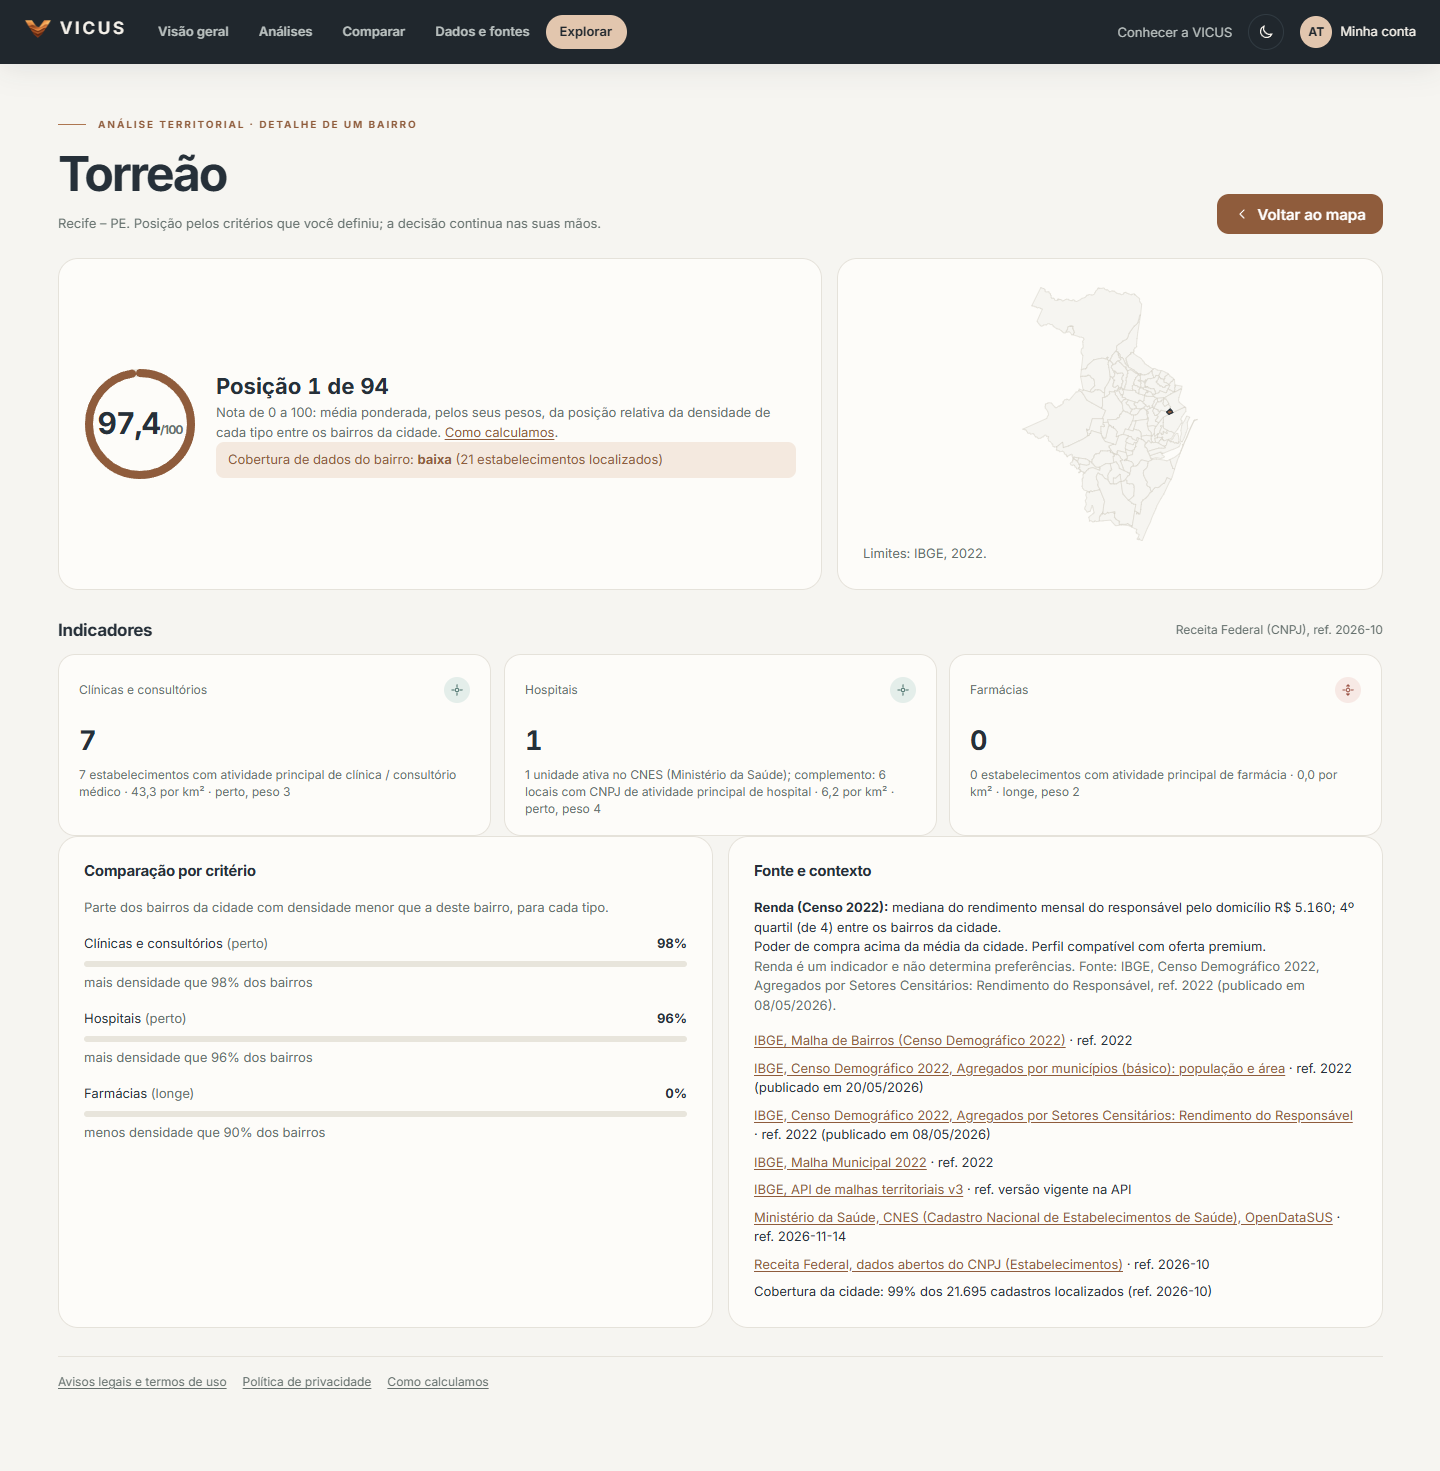 VICUS
Visão geral
Análises
Comparar
Dados e fontes
Explorar
Conhecer a VICUS
AT
Minha conta
ANÁLISE TERRITORIAL · DETALHE DE UM BAIRRO
Torreão
Recife – PE. Posição pelos critérios que você definiu; a decisão continua nas suas mãos.
Voltar ao mapa
97,4/100
Posição 1 de 94
Nota de 0 a 100: média ponderada, pelos seus pesos, da posição relativa da densidade de
cada tipo entre os bairros da cidade. Como calculamos.
Cobertura de dados do bairro: baixa (21 estabelecimentos localizados)
Limites: IBGE, 2022.
Indicadores
Receita Federal (CNPJ), ref. 2026-10
Clínicas e consultórios
7
7 estabelecimentos com atividade principal de clínica / consultório
médico · 43,3 por km² · perto, peso 3
Hospitais
1
1 unidade ativa no CNES (Ministério da Saúde); complemento: 6
locais com CNPJ de atividade principal de hospital · 6,2 por km² ·
perto, peso 4
Farmácias
0
0 estabelecimentos com atividade principal de farmácia · 0,0 por
km² · longe, peso 2
Comparação por critério
Parte dos bairros da cidade com densidade menor que a deste bairro, para cada tipo.
Clínicas e consultórios (perto) 98%
mais densidade que 98% dos bairros
Hospitais (perto) 96%
mais densidade que 96% dos bairros
Farmácias (longe) 0%
menos densidade que 90% dos bairros
Fonte e contexto
Renda (Censo 2022): mediana do rendimento mensal do responsável pelo domicílio R$ 5.160; 4º
quartil (de 4) entre os bairros da cidade.
Poder de compra acima da média da cidade. Perfil compatível com oferta premium.
Renda é um indicador e não determina preferências. Fonte: IBGE, Censo Demográfico 2022,
Agregados por Setores Censitários: Rendimento do Responsável, ref. 2022 (publicado em
08/05/2026).
IBGE, Malha de Bairros (Censo Demográfico 2022) · ref. 2022
IBGE, Censo Demográfico 2022, Agregados por municípios (básico): população e área · ref. 2022
(publicado em 20/05/2026)
IBGE, Censo Demográfico 2022, Agregados por Setores Censitários: Rendimento do Responsável
· ref. 2022 (publicado em 08/05/2026)
IBGE, Malha Municipal 2022 · ref. 2022
IBGE, API de malhas territoriais v3 · ref. versão vigente na API
Ministério da Saúde, CNES (Cadastro Nacional de Estabelecimentos de Saúde), OpenDataSUS ·
ref. 2026-11-14
Receita Federal, dados abertos do CNPJ (Estabelecimentos) · ref. 2026-10
Cobertura da cidade: 99% dos 21.695 cadastros localizados (ref. 2026-10)
Avisos legais e termos de uso
Política de privacidade
Como calculamos